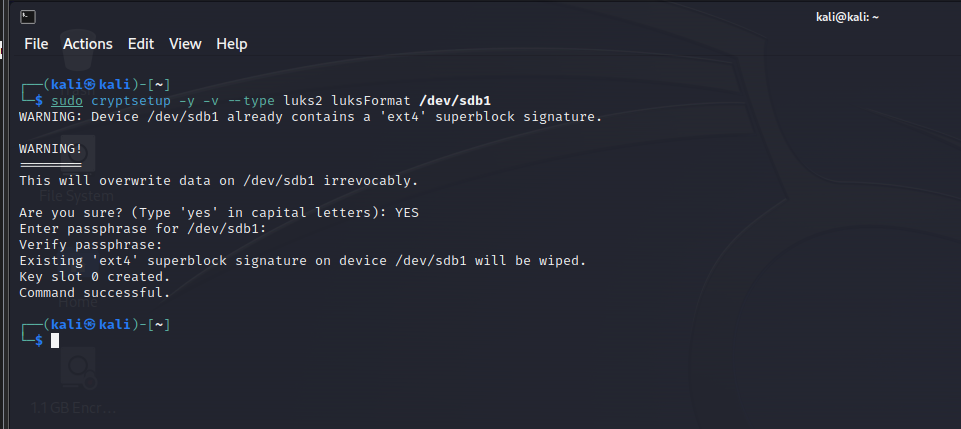 kali@kali: ~
File Actions Edit View Help
┌──(kali㉿kali)-[~]
└─$ sudo cryptsetup -y -v --type luks2 luksFormat /dev/sdb1
WARNING: Device /dev/sdb1 already contains a 'ext4' superblock signature.
WARNING!
========
This will overwrite data on /dev/sdb1 irrevocably.
File System
Are you sure? (Type 'yes' in capital letters): YES
Enter passphrase for /dev/sdb1:
Verify passphrase:
Existing 'ext4' superblock signature on device /dev/sdb1 will be wiped.
Key slot 0 created.
Command successful.
Home
┌──(kali㉿kali)-[~]
└─$
1.1 GB Encr...